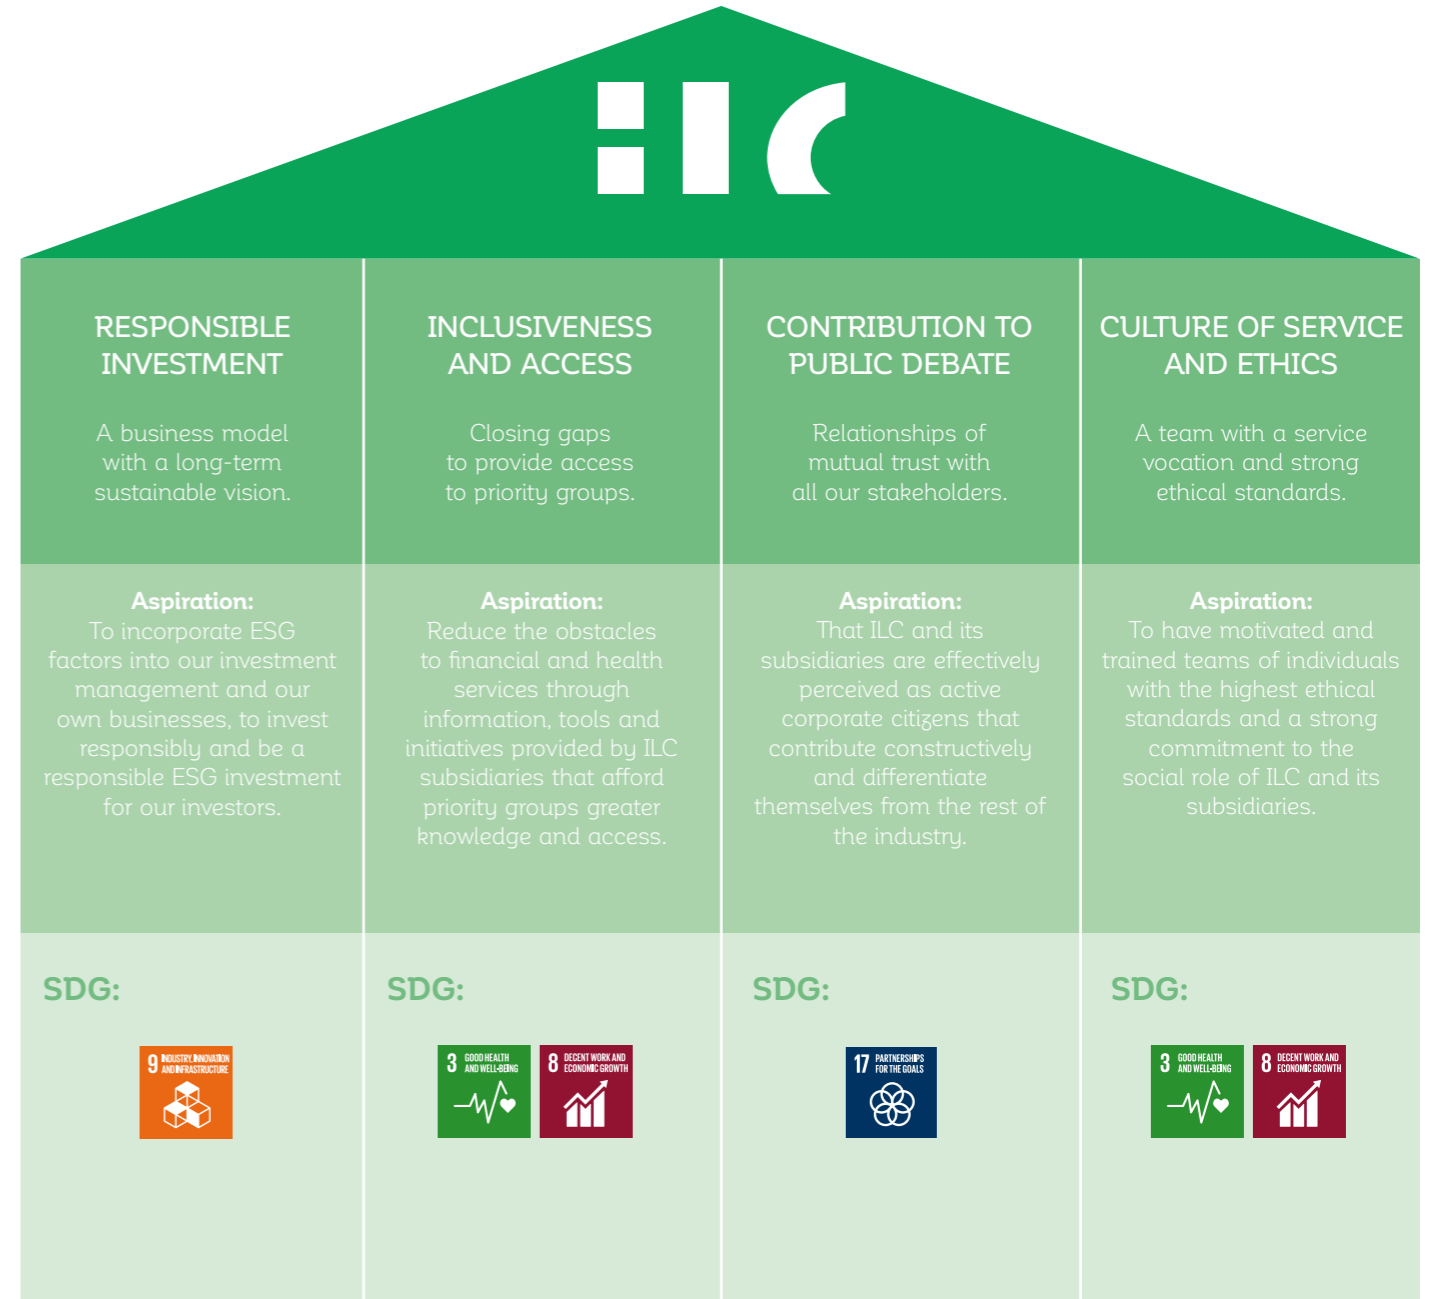 ilc
RESPONSIBLE
INVESTMENT
A business model
with a long-term
sustainable vision.
Aspiration:
To incorporate ESG
factors into our investment
management and our
own businesses, to invest
responsibly and be a
responsible ESG investment
for our investors.
SDG:
9 INDUSTRY, INNOVATION
AND INFRASTRUCTURE
INCLUSIVENESS
AND ACCESS
Closing gaps
to provide access
to priority groups.
Aspiration:
Reduce the obstacles
to financial and health
services through
information, tools and
initiatives provided by ILC
subsidiaries that afford
priority groups greater
knowledge and access.
SDG:
3 GOOD HEALTH
AND WELL-BEING
8 DECENT WORK AND
ECONOMIC GROWTH
CONTRIBUTION TO
PUBLIC DEBATE
Relationships of
mutual trust with
all our stakeholders.
Aspiration:
That ILC and its
subsidiaries are effectively
perceived as active
corporate citizens that
contribute constructively
and differentiate
themselves from the rest of
the industry.
SDG:
17 PARTNERSHIPS
FOR THE GOALS
CULTURE OF SERVICE
AND ETHICS
A team with a service
vocation and strong
ethical standards.
Aspiration:
To have motivated and
trained teams of individuals
with the highest ethical
standards and a strong
commitment to the
social role of ILC and its
subsidiaries.
SDG:
3 GOOD HEALTH
AND WELL-BEING
8 DECENT WORK AND
ECONOMIC GROWTH